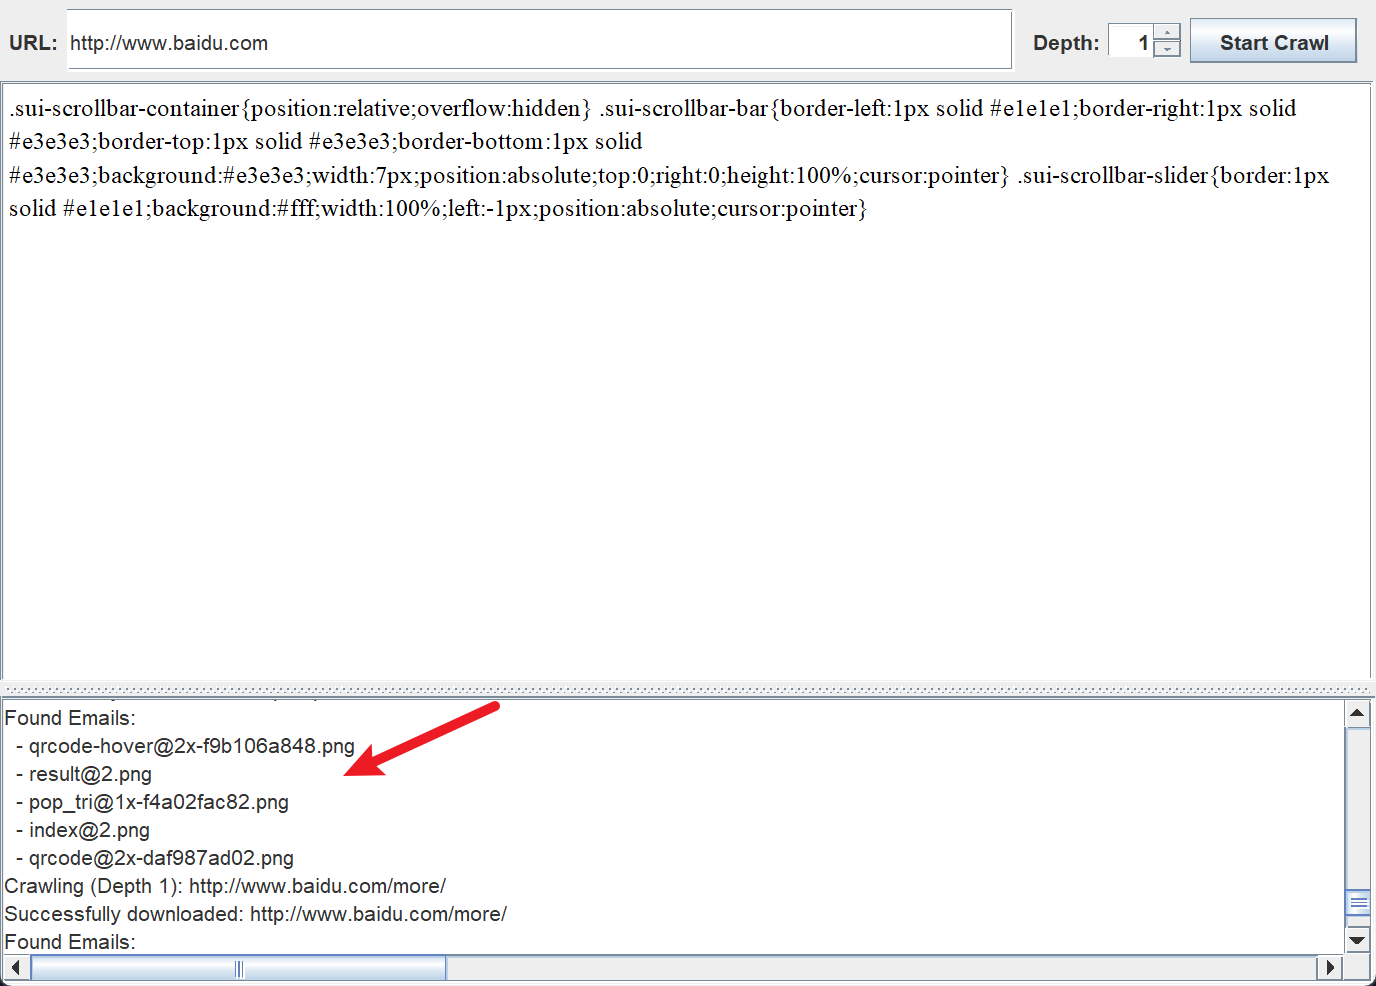 URL: http://www.baidu.com Depth: 1 Start Crawl
.sui-scrollbar-container{position:relative;overflow:hidden} .sui-scrollbar-bar{border-left:1px solid #e1e1e1;border-right:1px solid
#e3e3e3;border-top:1px solid #e3e3e3;border-bottom:1px solid
#e3e3e3;background:#e3e3e3;width:7px;position:absolute;top:0;right:0;height:100%;cursor:pointer} .sui-scrollbar-slider{border:1px
solid #e1e1e1;background:#fff;width:100%;left:-1px;position:absolute;cursor:pointer}
Found Emails:
- qrcode-hover@2x-f9b106a848.png
- result@2.png
- pop_tri@1x-f4a02fac82.png
- index@2.png
- qrcode@2x-daf987ad02.png
Crawling (Depth 1): http://www.baidu.com/more/
Successfully downloaded: http://www.baidu.com/more/
Found Emails: